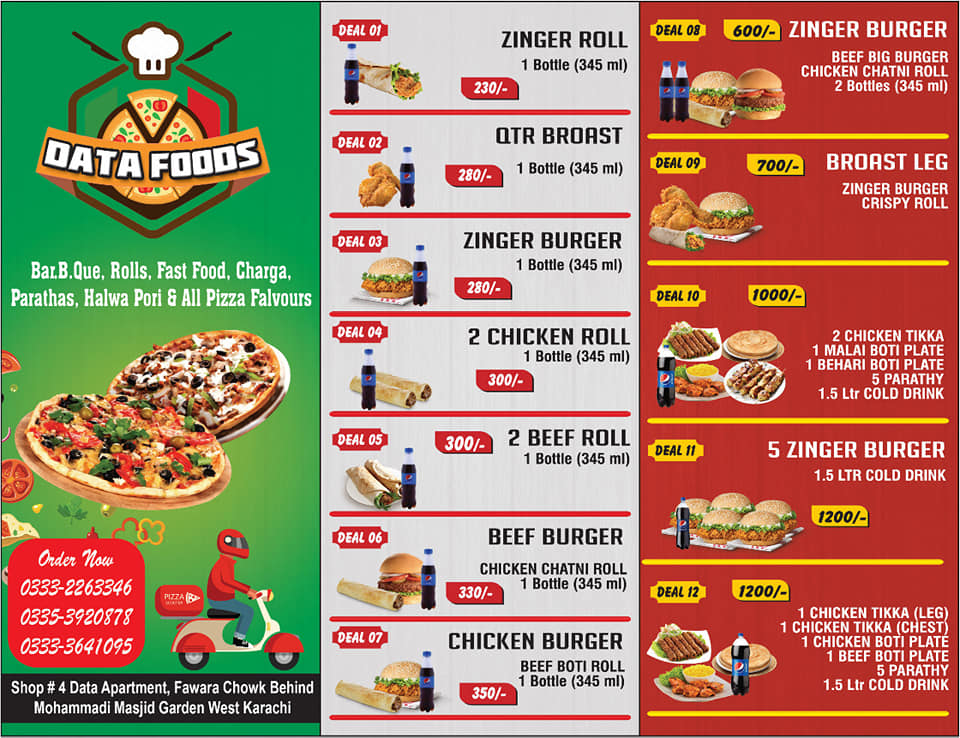 DATA FOODS
Bar.B.Que, Rolls, Fast Food, Charga,
Parathas, Halwa Pori & All Pizza Falvours
Order Now
0333-2263346
0335-3920878
0333-3641095
PIZZA
Shop # 4 Data Apartment, Fawara Chowk Behind
Mohammadi Masjid Garden West Karachi
DEAL 01
ZINGER ROLL
1 Bottle (345 ml)
230/-
DEAL 02
QTR BROAST
1 Bottle (345 ml)
280/-
DEAL 03
ZINGER BURGER
1 Bottle (345 ml)
280/-
DEAL 04
2 CHICKEN ROLL
1 Bottle (345 ml)
300/-
DEAL 05
300/-
2 BEEF ROLL
1 Bottle (345 ml)
DEAL 06
BEEF BURGER
CHICKEN CHATNI ROLL
1 Bottle (345 ml)
330/-
DEAL 07
CHICKEN BURGER
BEEF BOTI ROLL
1 Bottle (345 ml)
350/-
DEAL 08
600/-
ZINGER BURGER
BEEF BIG BURGER
CHICKEN CHATNI ROLL
2 Bottles (345 ml)
DEAL 09
700/-
BROAST LEG
ZINGER BURGER
CRISPY ROLL
DEAL 10
1000/-
2 CHICKEN TIKKA
1 MALAI BOTI PLATE
1 BEHARI BOTI PLATE
5 PARATHY
1.5 Ltr COLD DRINK
DEAL 11
5 ZINGER BURGER
1.5 LTR COLD DRINK
1200/-
DEAL 12
1200/-
1 CHICKEN TIKKA (LEG)
1 CHICKEN TIKKA (CHEST)
1 CHICKEN BOTI PLATE
1 BEEF BOTI PLATE
5 PARATHY
1.5 Ltr COLD DRINK